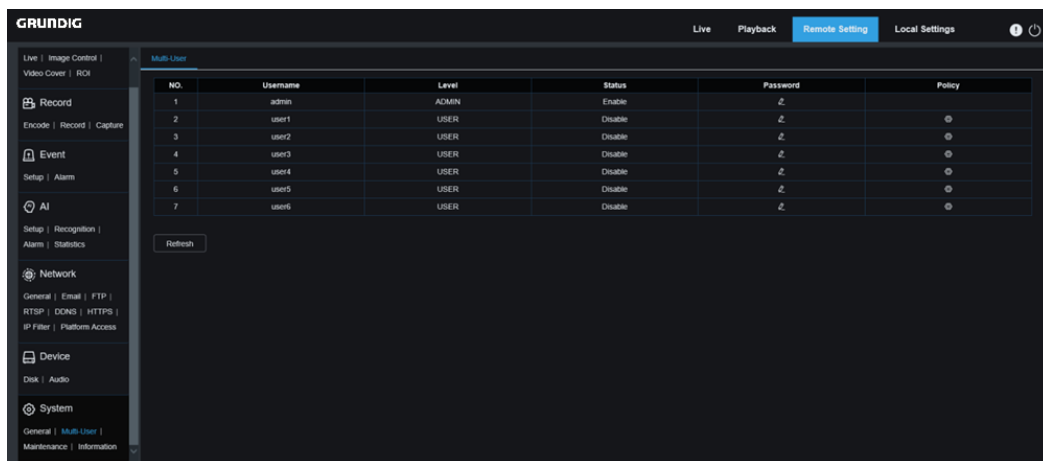 GRUNDIG
Live Playback Remote Setting Local Settings
Live | Image Control |
Video Cover | ROI
Record
Encode | Record | Capture
Event
Setup | Alarm
AI
Setup | Recognition |
Alarm | Statistics
Network
General | Email | FTP |
RTSP | DDNS | HTTPS |
IP Filter | Platform Access
Device
Disk | Audio
System
General | Multi-User |
Maintenance | Information
Multi-User
NO. Username Level Status Password Policy
1 admin ADMIN Enable
2 user1 USER Disable
3 user2 USER Disable
4 user3 USER Disable
5 user4 USER Disable
6 user5 USER Disable
7 user6 USER Disable
Refresh